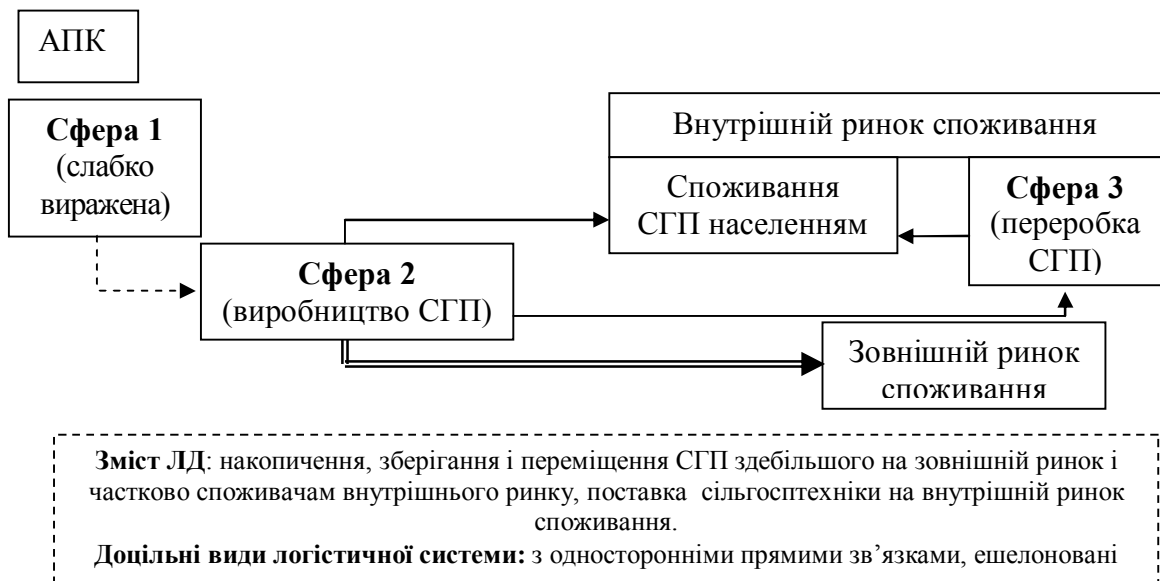 АПК
Сфера 1
(слабко
виражена)
Внутрішній ринок споживання
Споживання
СГП населенням
Сфера 3
(переробка
СГП)
Сфера 2
(виробництво СГП)
Зовнішній ринок
споживання
Зміст ЛД: накопичення, зберігання і переміщення СГП здебільшого на зовнішній ринок і
частково споживачам внутрішнього ринку, поставка сільгосптехніки на внутрішній ринок
споживання.
Доцільні види логістичної системи: з односторонніми прямими зв’язками, ешелоновані